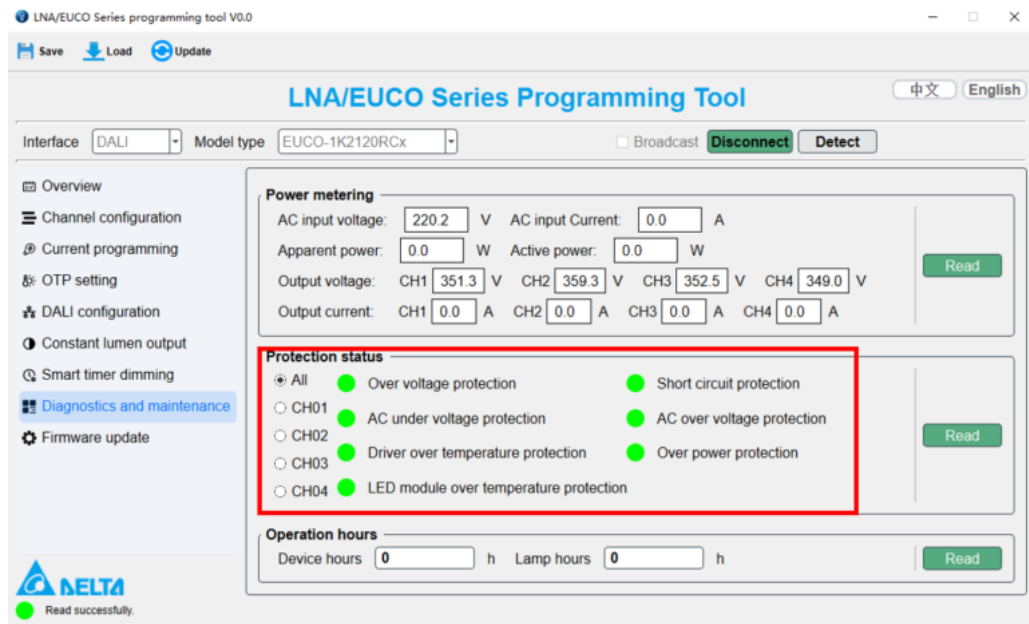 LNA/EUCO Series programming tool V0.0
Save Load Update
LNA/EUCO Series Programming Tool
中文 English
Interface DALI Model type EUCO-1K2120RCx Broadcast Disconnect Detect
Overview
Channel configuration
Current programming
OTP setting
DALI configuration
Constant lumen output
Smart timer dimming
Diagnostics and maintenance
Firmware update
Power metering
AC input voltage: 220.2 V AC input Current: 0.0 A
Apparent power: 0.0 W Active power: 0.0 W
Output voltage: CH1 351.3 V CH2 359.3 V CH3 352.5 V CH4 349.0 V
Output current: CH1 0.0 A CH2 0.0 A CH3 0.0 A CH4 0.0 A
Read
Protection status
All
CH01
CH02
CH03
CH04
Over voltage protection Short circuit protection
AC under voltage protection AC over voltage protection
Driver over temperature protection Over power protection
LED module over temperature protection
Read
Operation hours
Device hours 0 h Lamp hours 0 h
Read
DELTA
Read successfully.